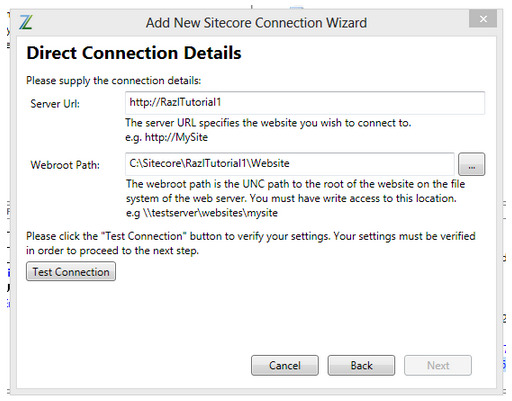 Add New Sitecore Connection Wizard
Direct Connection Details
Please supply the connection details:
Server Url:
http://RazlTutorial1
The server URL specifies the website you wish to connect to.
e.g. http://MySite
Webroot Path:
C:\Sitecore\RazlTutorial1\Website
...
The webroot path is the UNC path to the root of the website on the file
system of the web server. You must have write access to this location.
e.g \\testserver\websites\mysite
Please click the "Test Connection" button to verify your settings. Your settings must be verified
in order to proceed to the next step.
Test Connection
Cancel
Back
Next